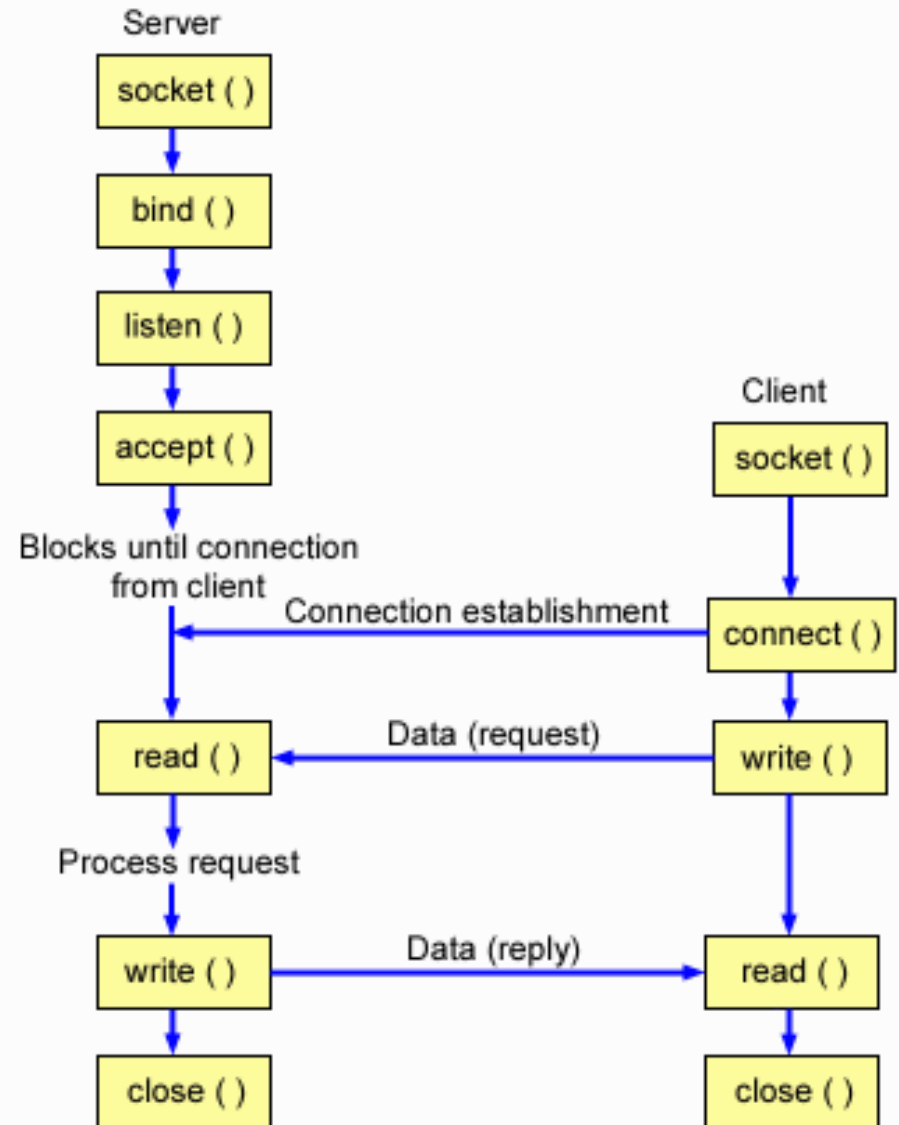 Server
socket ( )
bind ( )
listen ( )
accept ( )
Blocks until connection
from client
Client
socket ( )
Connection establishment
connect ( )
read ( )
Data (request)
write ( )
Process request
write ( )
Data (reply)
read ( )
close ( )
close ( )